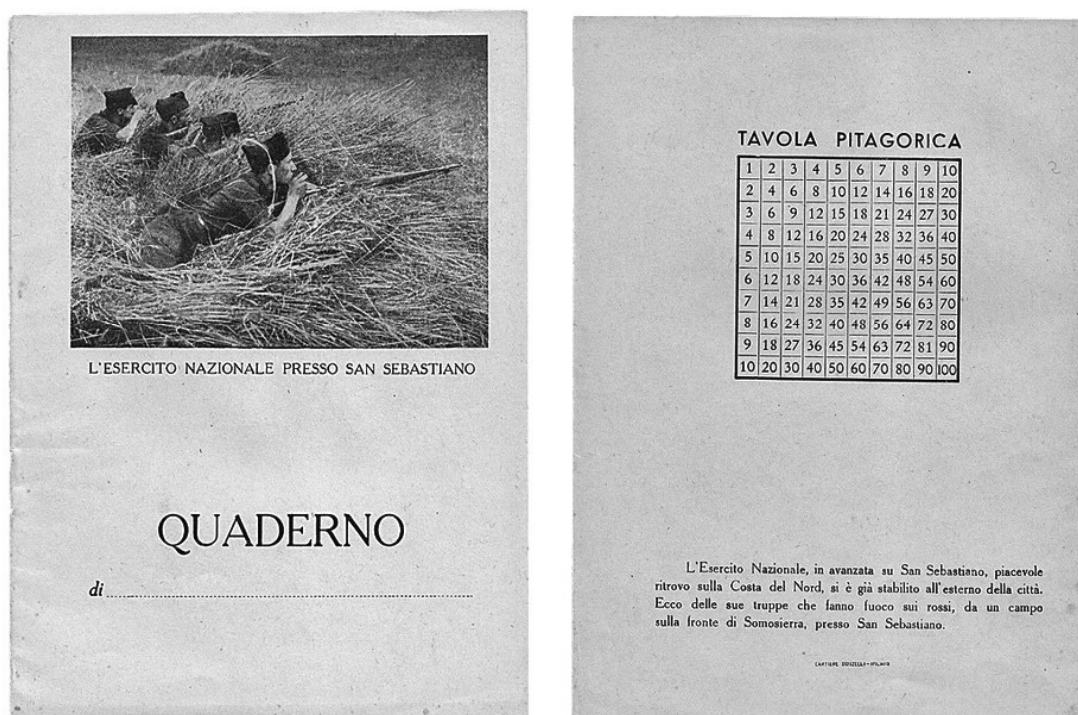 L'ESERCITO NAZIONALE PRESSO SAN SEBASTIANO
QUADERNO
di
TAVOLA PITAGORICA
1 2 3 4 5 6 7 8 9 10
2 4 6 8 10 12 14 16 18 20
3 6 9 12 15 18 21 24 27 30
4 8 12 16 20 24 28 32 36 40
5 10 15 20 25 30 35 40 45 50
6 12 18 24 30 36 42 48 54 60
7 14 21 28 35 42 49 56 63 70
8 16 24 32 40 48 56 64 72 80
9 18 27 36 45 54 63 72 81 90
10 20 30 40 50 60 70 80 90 100
L'Esercito Nazionale, in avanzata su San Sebastiano, piacevole
ritrovo sulla Costa del Nord, si è già stabilito all'esterno della città.
Ecco delle sue truppe che fanno fuoco sui rossi, da un campo
sulla fronte di Somosierra, presso San Sebastiano.
CARTIERE DONZELLI - MILANO